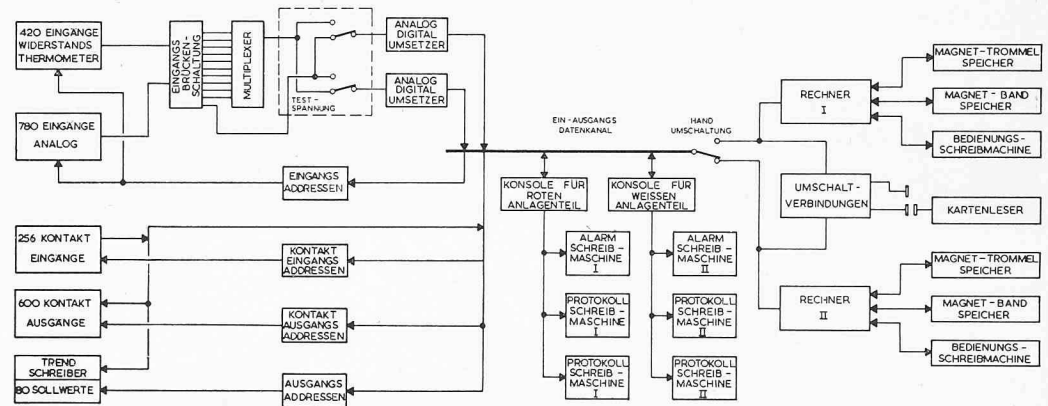 420 EINGÄNGE
WIDERSTANDS
THERMOMETER
780 EINGÄNGE
ANALOG
EINGANGS
BRÜCKEN-
SCHALTUNG
MULTIPLEXER
TEST-
SPANNUNG
ANALOG
DIGITAL
UMSETZER
ANALOG
DIGITAL
UMSETZER
EINGANGS
ADDRESSEN
256 KONTAKT
EINGÄNGE
KONTAKT
EINGANGS
ADDRESSEN
600 KONTAKT
AUSGÄNGE
KONTAKT
AUSGANGS
ADDRESSEN
TREND
SCHREIBER
80 SOLLWERTE
AUSGANGS
ADDRESSEN
EIN-AUSGANGS
DATENKANAL
HAND
UMSCHALTUNG
KONSOLE FÜR
ROTEN
ANLAGENTEIL
KONSOLE FÜR
WEISSEN
ANLAGENTEIL
ALARM
SCHREIB-
MASCHINE
I
ALARM
SCHREIB-
MASCHINE
II
PROTOKOLL
SCHREIB-
MASCHINE
I
PROTOKOLL
SCHREIB-
MASCHINE
II
PROTOKOLL
SCHREIB-
MASCHINE
I
PROTOKOLL
SCHREIB-
MASCHINE
II
RECHNER
I
MAGNET-TROMMEL
SPEICHER
MAGNET-BAND
SPEICHER
BEDIENUNGS-
SCHREIBMACHINE
UMSCHALT-
VERBINDUNGEN
KARTENLESER
RECHNER
II
MAGNET-TROMMEL
SPEICHER
MAGNET-BAND
SPEICHER
BEDIENUNGS-
SCHREIBMACHINE